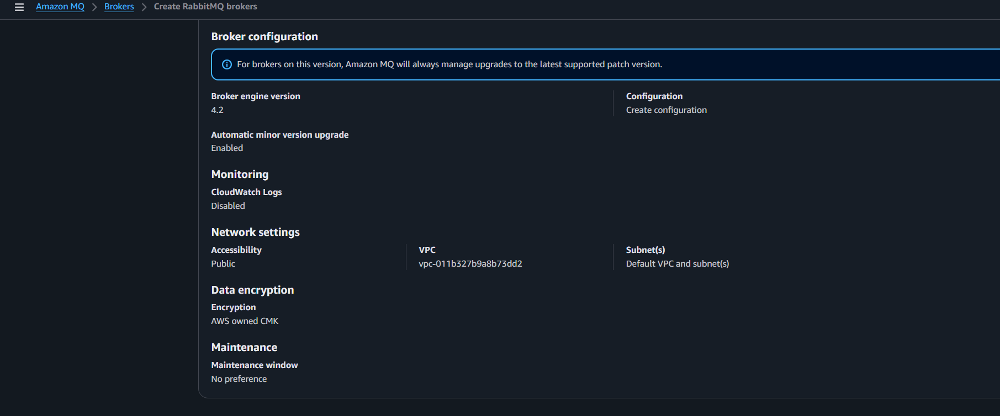 Amazon MQ > Brokers > Create RabbitMQ brokers
Broker configuration
For brokers on this version, Amazon MQ will always manage upgrades to the latest supported patch version.
Broker engine version
4.2
Configuration
Create configuration
Automatic minor version upgrade
Enabled
Monitoring
CloudWatch Logs
Disabled
Network settings
Accessibility
Public
VPC
vpc-011b327b9a8b73dd2
Subnet(s)
Default VPC and subnet(s)
Data encryption
Encryption
AWS owned CMK
Maintenance
Maintenance window
No preference